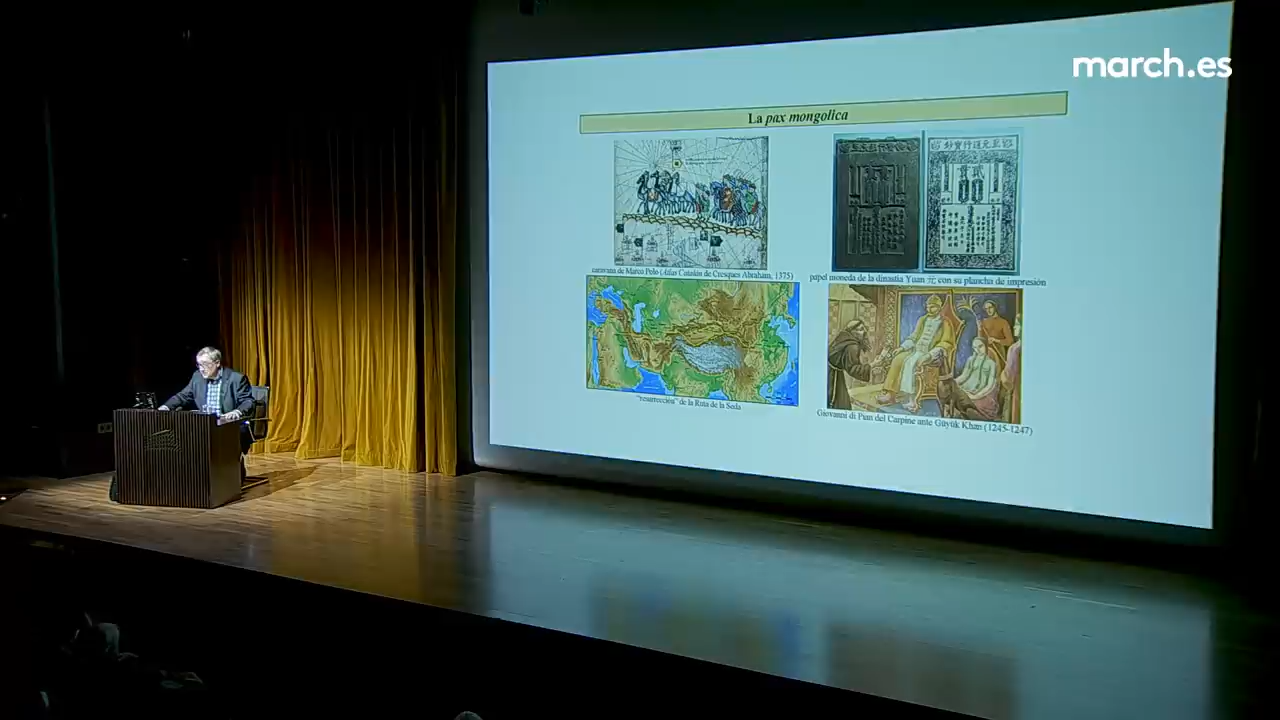 march.es
La pax mongolica
caravana de Marco Polo (Atlas Catalán de Cresques Abraham, 1375)
papel moneda de la dinastía Yuan 元 con su plancha de impresión
"resurrección" de la Ruta de la Seda
Giovanni di Pian del Carpine ante Güyük Khan (1245-1247)